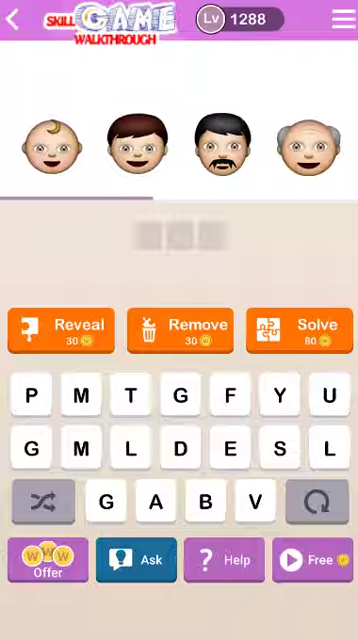 SKILL GAME
WALKTHROUGH
Lv 1288
Reveal Remove Solve
30 30 80
P M T G F Y U
G M L D E S L
G A B V
W W W
Offer Ask ? Help Free